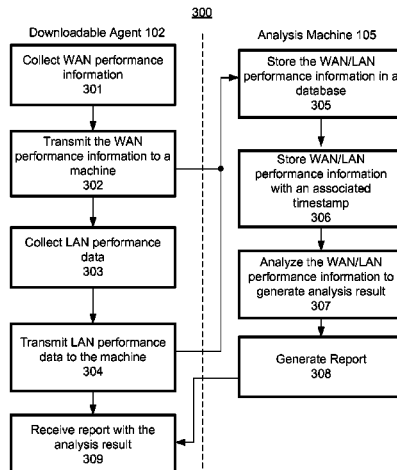 300
Downloadable Agent 102
Collect WAN performance
information
301
Transmit the WAN
performance information to a
machine
302
Collect LAN performance
data
303
Transmit LAN performance
data to the machine
304
Receive report with the
analysis result
309
Analysis Machine 105
Store the WAN/LAN
performance information in a
database
305
Store WAN/LAN
performance information
with an associated
timestamp
306
Analyze the WAN/LAN
performance information to
generate analysis result
307
Generate Report
308